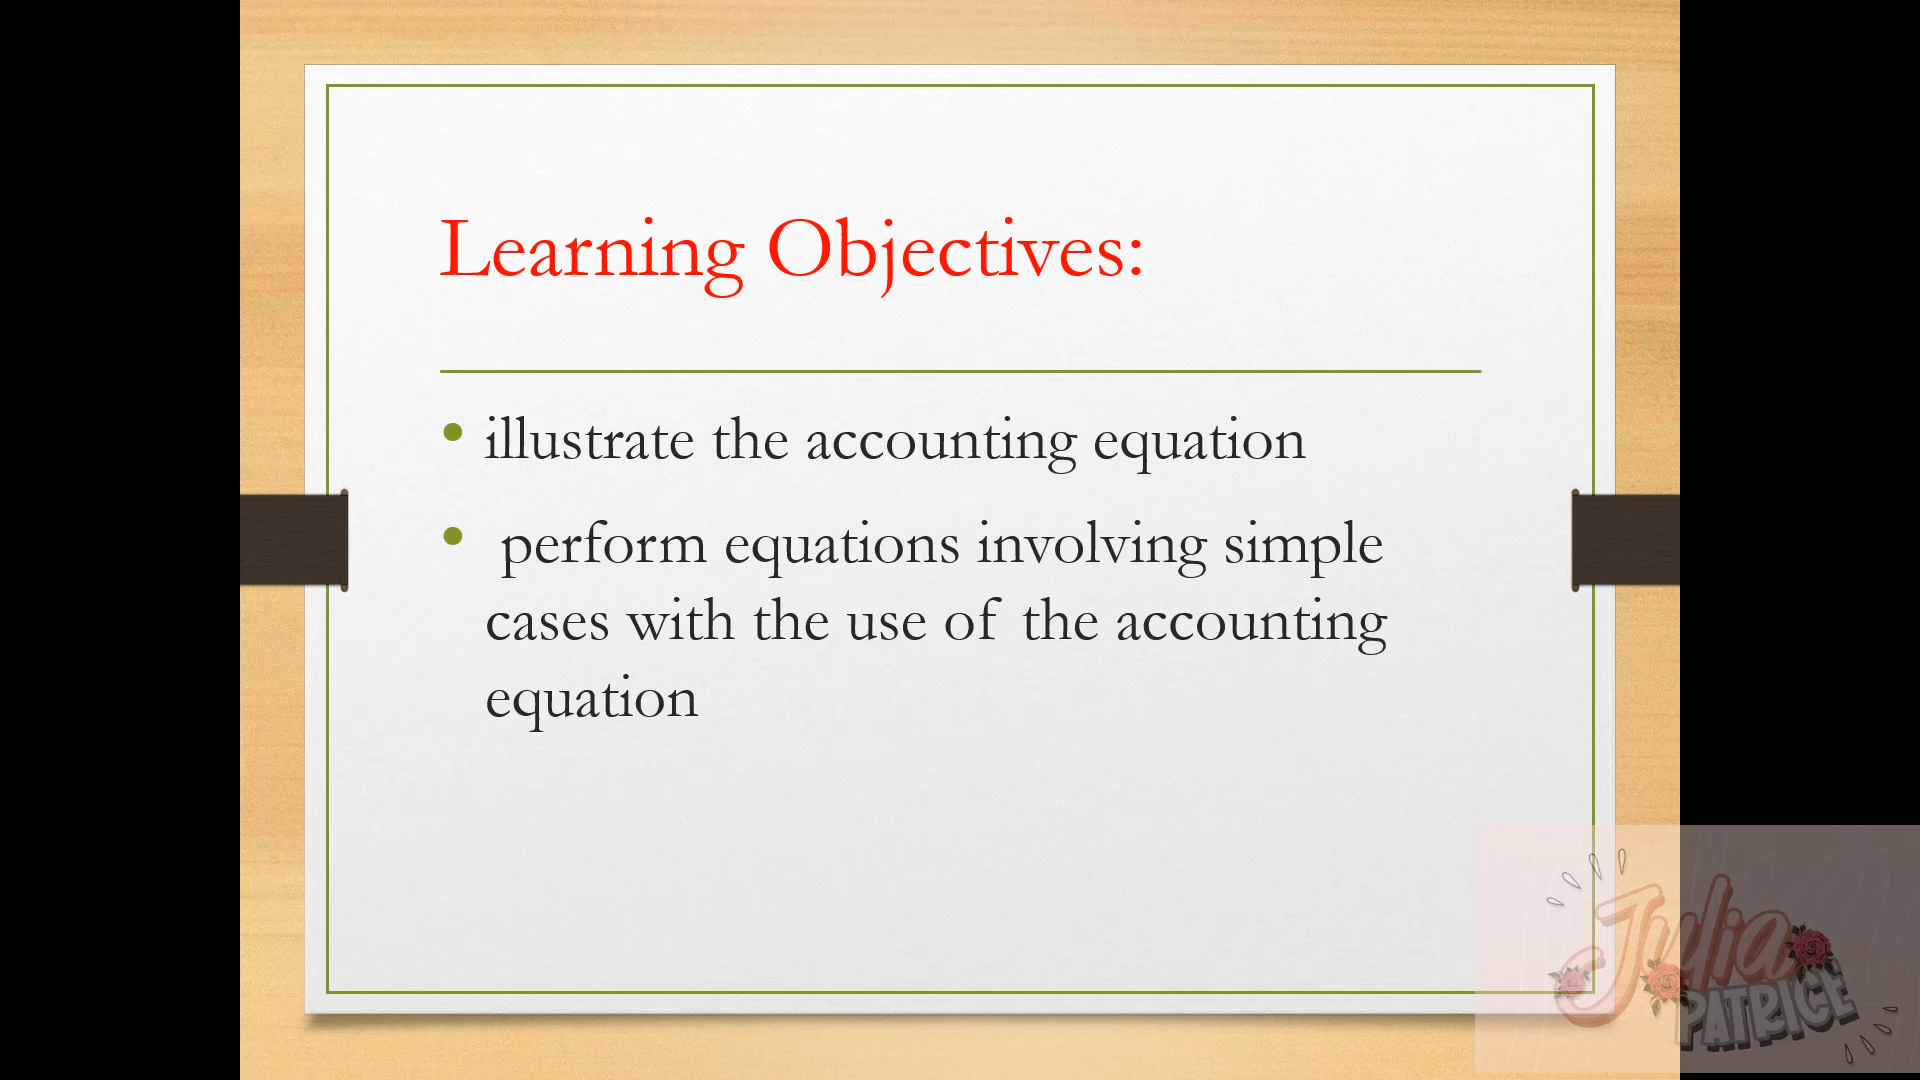 Learning Objectives:
• illustrate the accounting equation
• perform equations involving simple
cases with the use of the accounting
equation
Julia
PATRICE